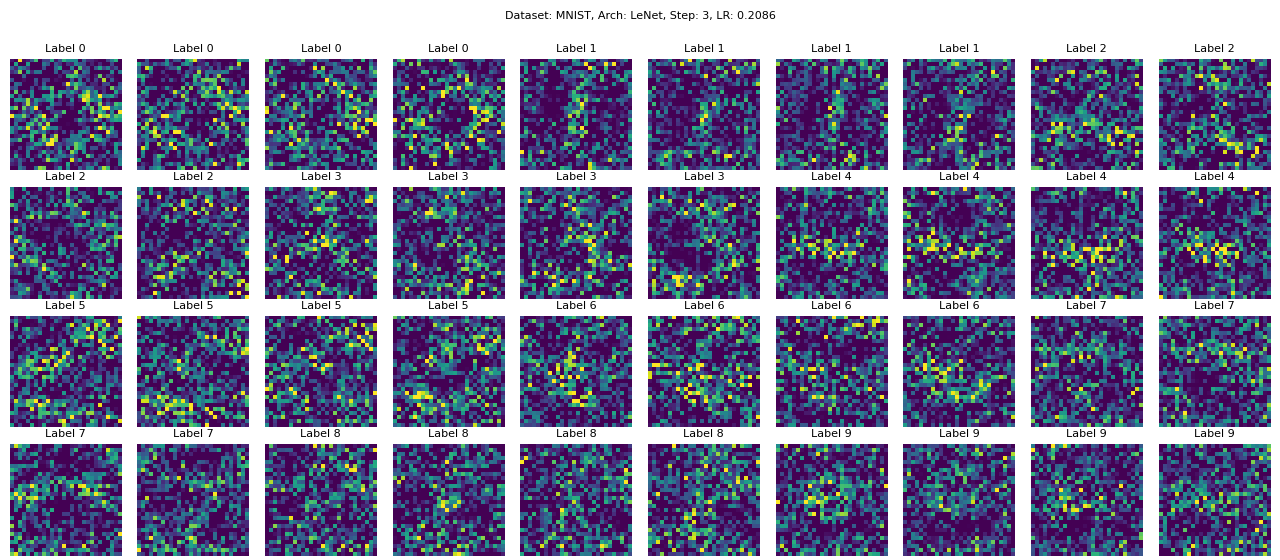 Dataset: MNIST, Arch: LeNet, Step: 3, LR: 0.2086
Label 0 Label 0 Label 0 Label 0 Label 1 Label 1 Label 1 Label 1 Label 2 Label 2
Label 2 Label 2 Label 3 Label 3 Label 3 Label 3 Label 4 Label 4 Label 4 Label 4
Label 5 Label 5 Label 5 Label 5 Label 6 Label 6 Label 6 Label 6 Label 7 Label 7
Label 7 Label 7 Label 8 Label 8 Label 8 Label 8 Label 9 Label 9 Label 9 Label 9